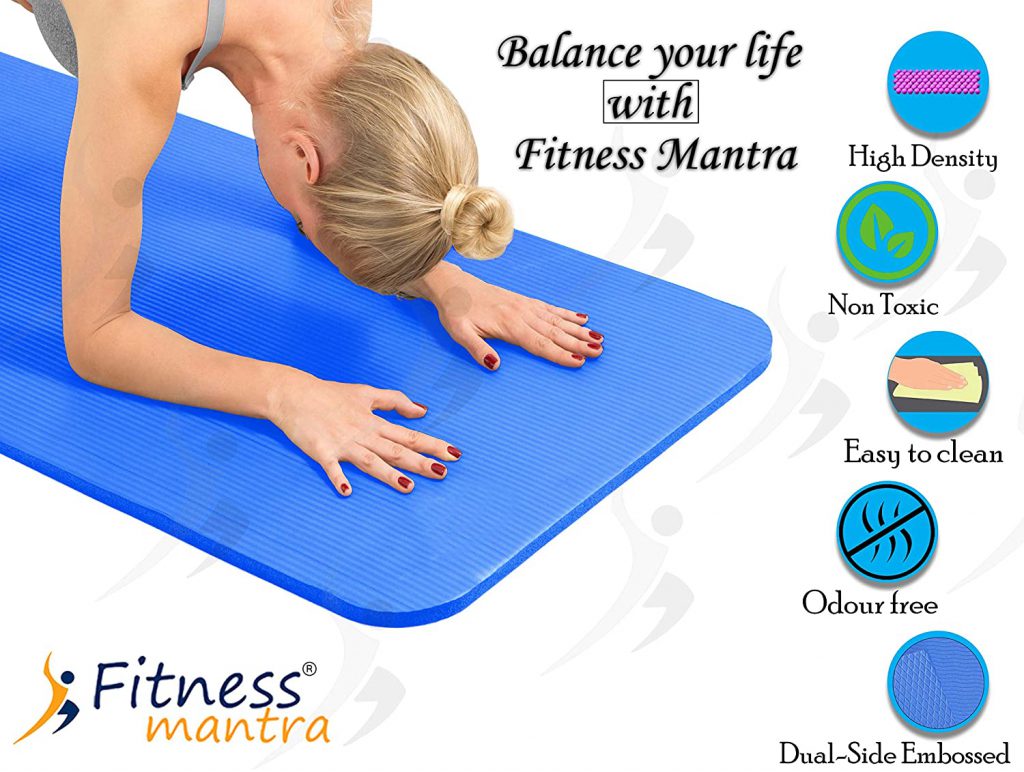 Balance your life
with
Fitness Mantra
High Density
Non Toxic
Easy to clean
Odour free
Dual-Side Embossed
Fitness®
mantra